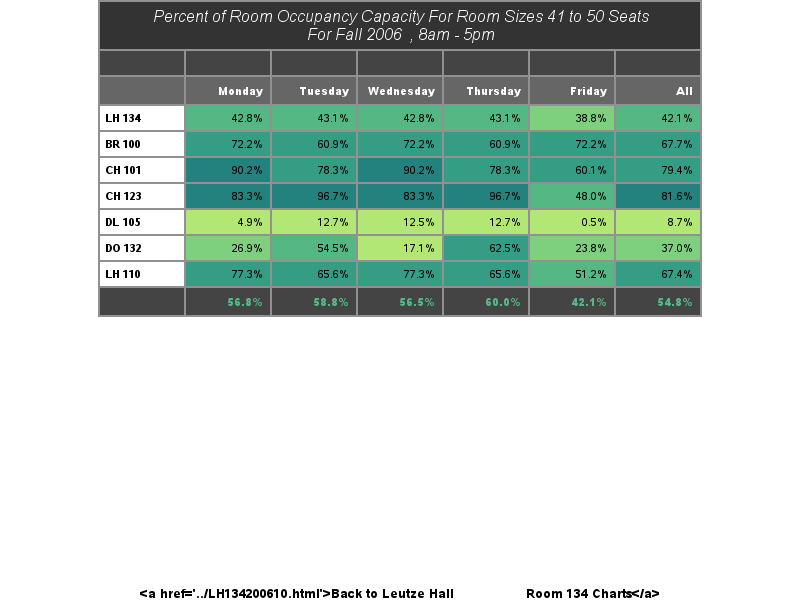 Percent of Room Occupancy Capacity For Room Sizes 41 to 50 Seats
For Fall 2006 , 8am - 5pm
Monday Tuesday Wednesday Thursday Friday All
LH 134 42.8% 43.1% 42.8% 43.1% 38.8% 42.1%
BR 100 72.2% 60.9% 72.2% 60.9% 72.2% 67.7%
CH 101 90.2% 78.3% 90.2% 78.3% 60.1% 79.4%
CH 123 83.3% 96.7% 83.3% 96.7% 48.0% 81.6%
DL 105 4.9% 12.7% 12.5% 12.7% 0.5% 8.7%
DO 132 26.9% 54.5% 17.1% 62.5% 23.8% 37.0%
LH 110 77.3% 65.6% 77.3% 65.6% 51.2% 67.4%
56.8% 58.8% 56.5% 60.0% 42.1% 54.8%
<a href='../LH134200610.html'>Back to Leutze Hall Room 134 Charts</a>